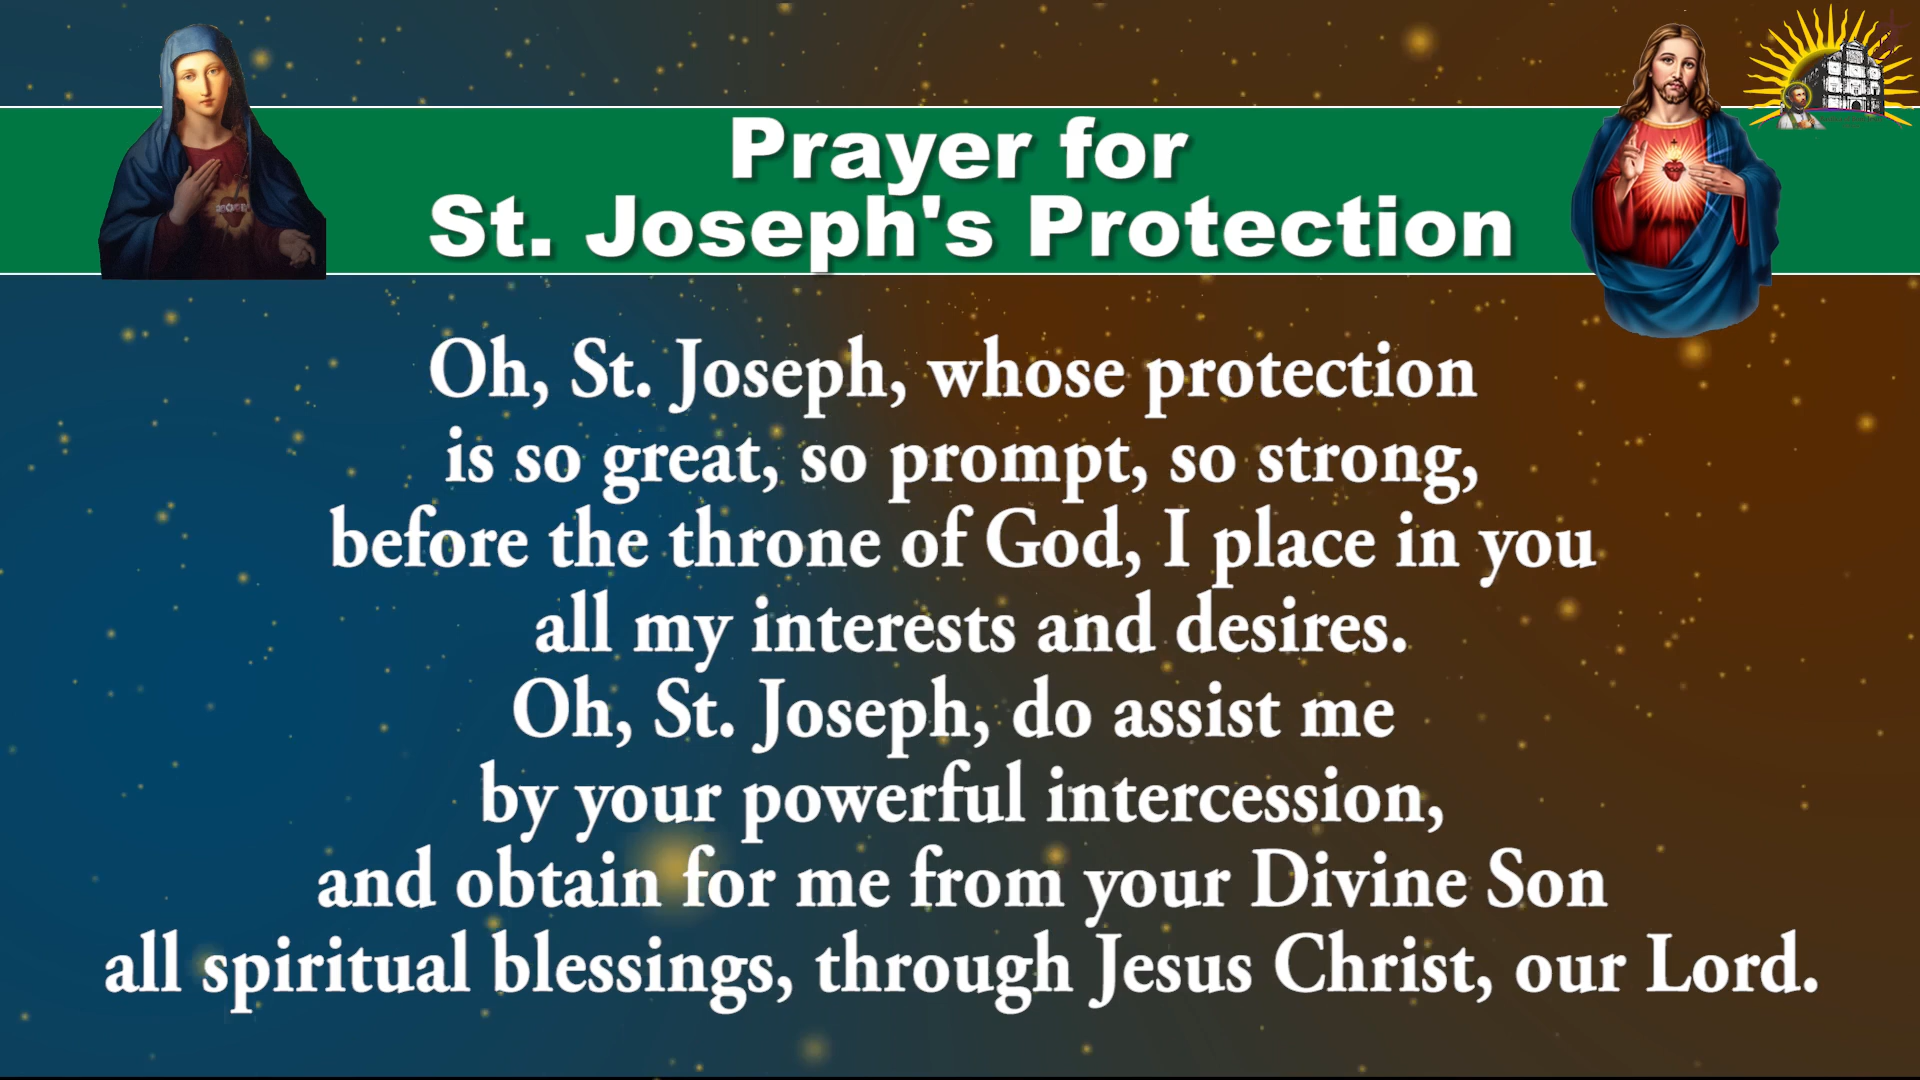 Prayer for
St. Joseph's Protection
Oh, St. Joseph, whose protection
is so great, so prompt, so strong,
before the throne of God, I place in you
all my interests and desires.
Oh, St. Joseph, do assist me
by your powerful intercession,
and obtain for me from your Divine Son
all spiritual blessings, through Jesus Christ, our Lord.